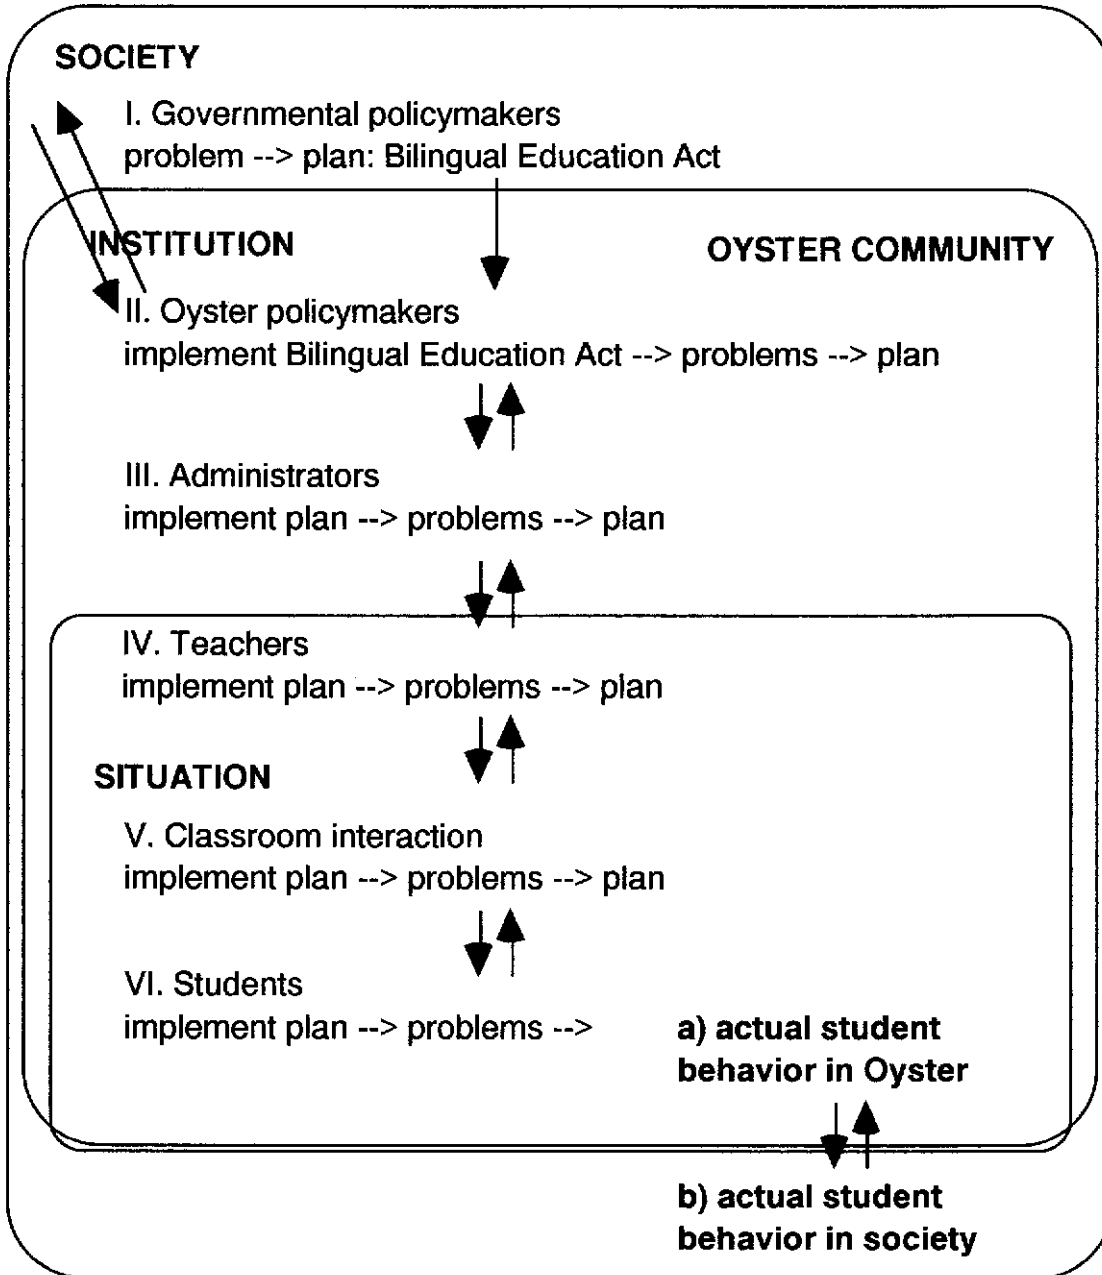 SOCIETY
I. Governmental policymakers
problem --> plan: Bilingual Education Act
INSTITUTION
OYSTER COMMUNITY
II. Oyster policymakers
implement Bilingual Education Act --> problems --> plan
III. Administrators
implement plan --> problems --> plan
IV. Teachers
implement plan --> problems --> plan
SITUATION
V. Classroom interaction
implement plan --> problems --> plan
VI. Students
implement plan --> problems -->
a) actual student
behavior in Oyster
b) actual student
behavior in society